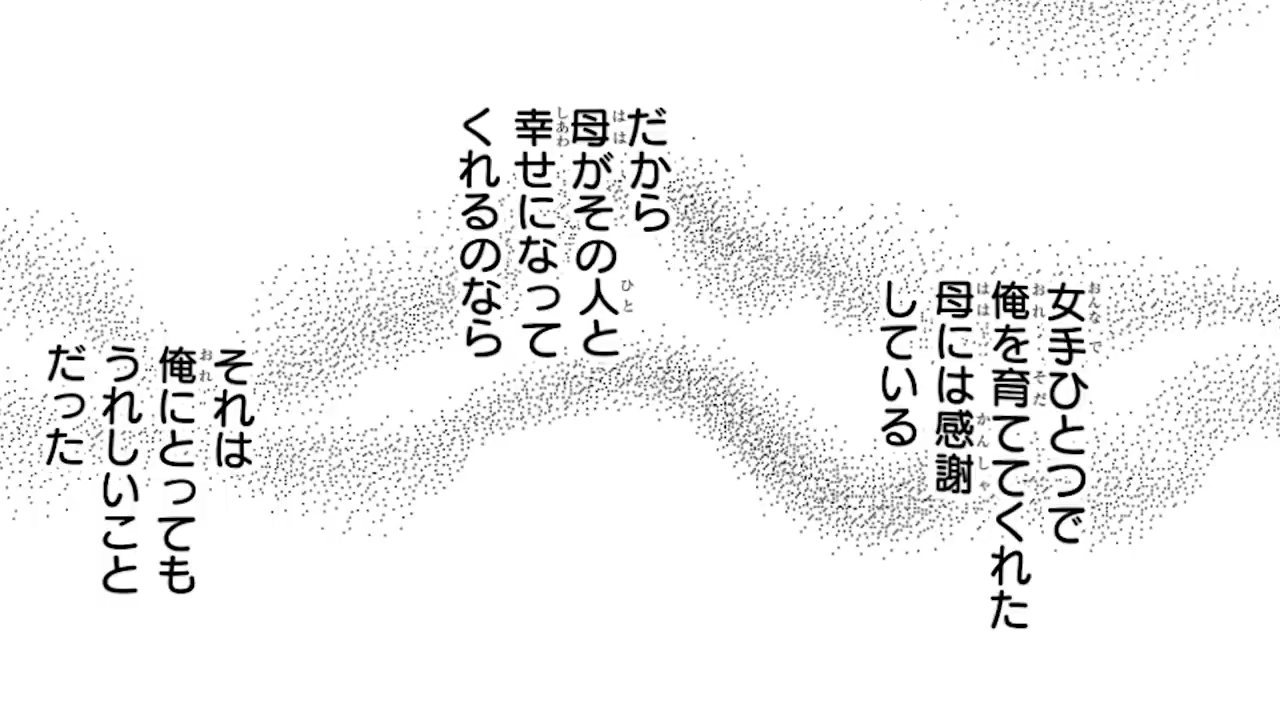 女手ひとつで
俺を育ててくれた
母には感謝
している
だから
母がその人と
幸せになって
くれるのなら
それは
俺にとっても
うれしいこと
だった